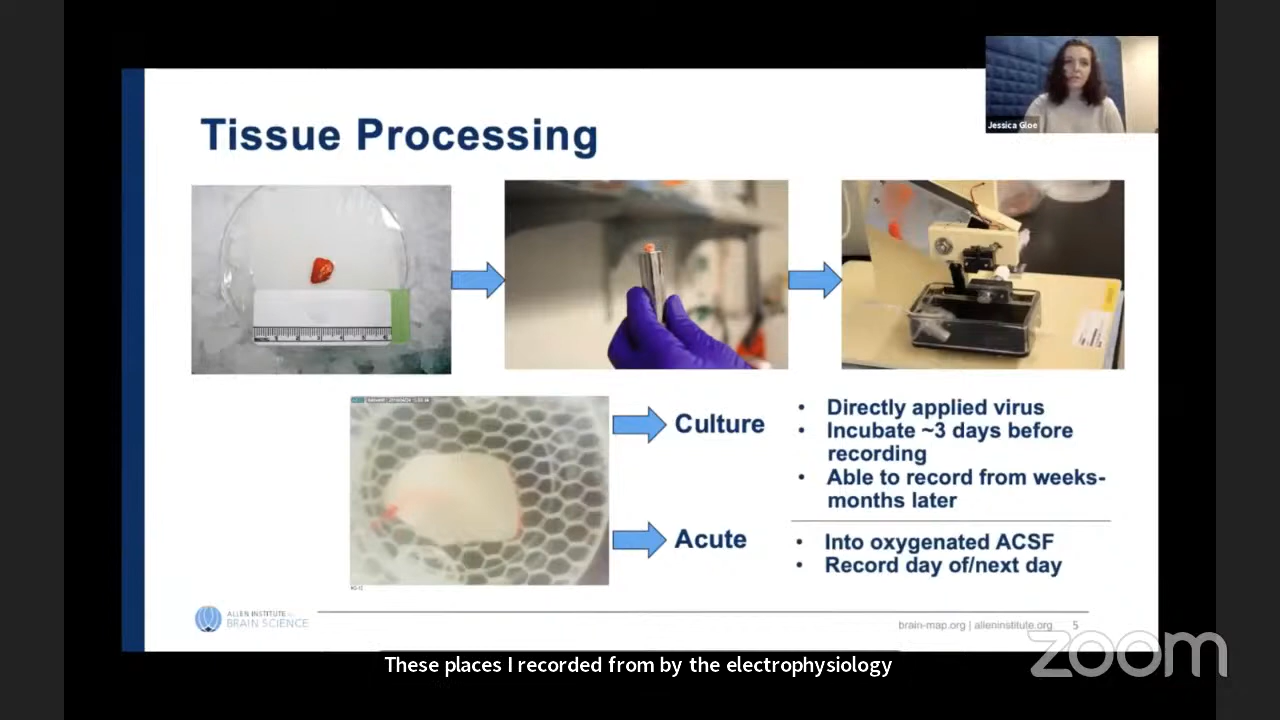 Jessica Gloe
Tissue Processing
Culture
• Directly applied virus
• Incubate ~3 days before
recording
• Able to record from weeks-
months later
Acute
• Into oxygenated ACSF
• Record day of/next day
ALLEN INSTITUTE for
BRAIN SCIENCE
brain-map.org | alleninstitute.org 5
zoom
These places I recorded from by the electrophysiology